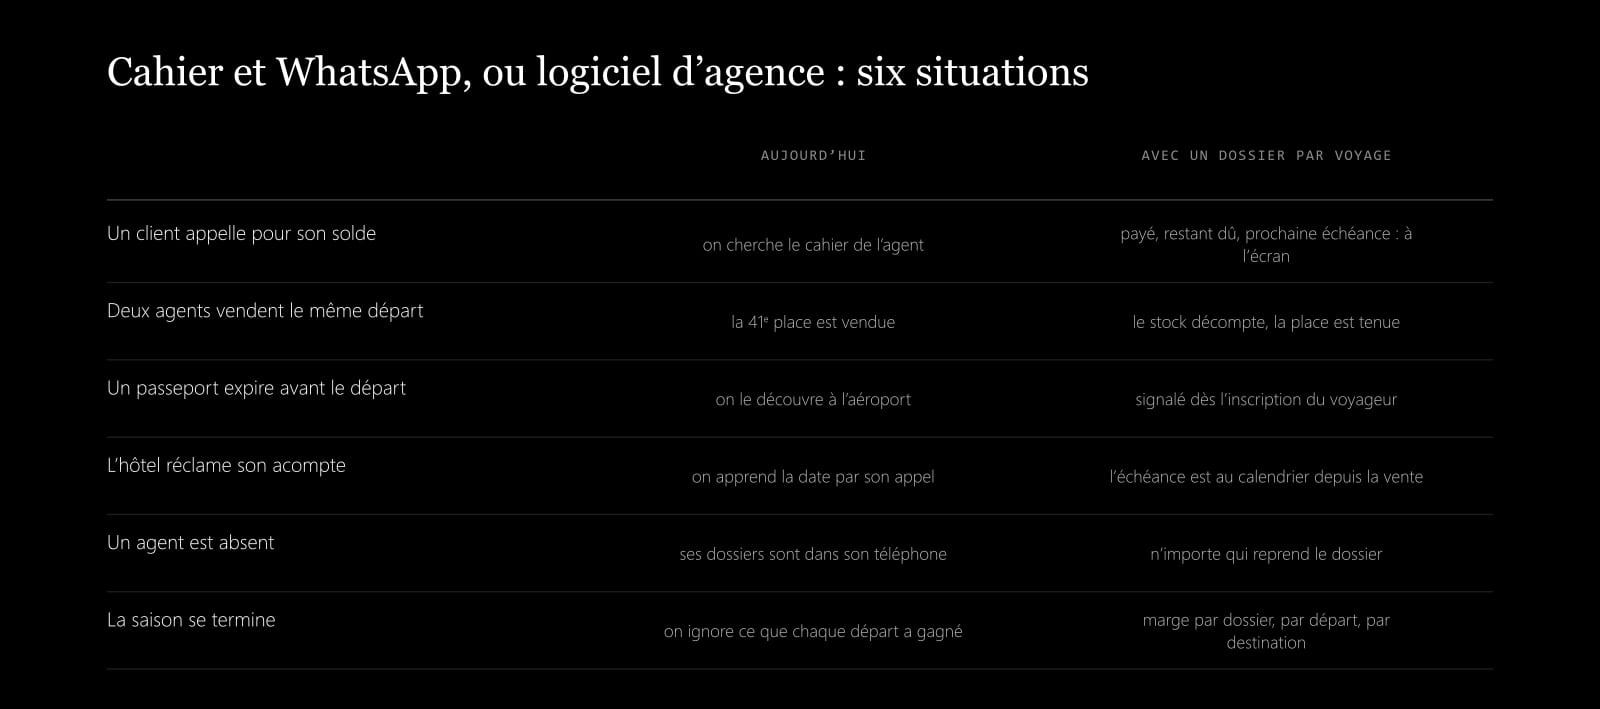 Cahier et WhatsApp, ou logiciel d’agence : six situations
AUJOURD’HUI
AVEC UN DOSSIER PAR VOYAGE
Un client appelle pour son solde
on cherche le cahier de l’agent
payé, restant dû, prochaine échéance : à
l’écran
Deux agents vendent le même départ
la 41ᵉ place est vendue
le stock décompte, la place est tenue
Un passeport expire avant le départ
on le découvre à l’aéroport
signalé dès l’inscription du voyageur
L’hôtel réclame son acompte
on apprend la date par son appel
l’échéance est au calendrier depuis la vente
Un agent est absent
ses dossiers sont dans son téléphone
n’importe qui reprend le dossier
La saison se termine
on ignore ce que chaque départ a gagné
marge par dossier, par départ, par
destination